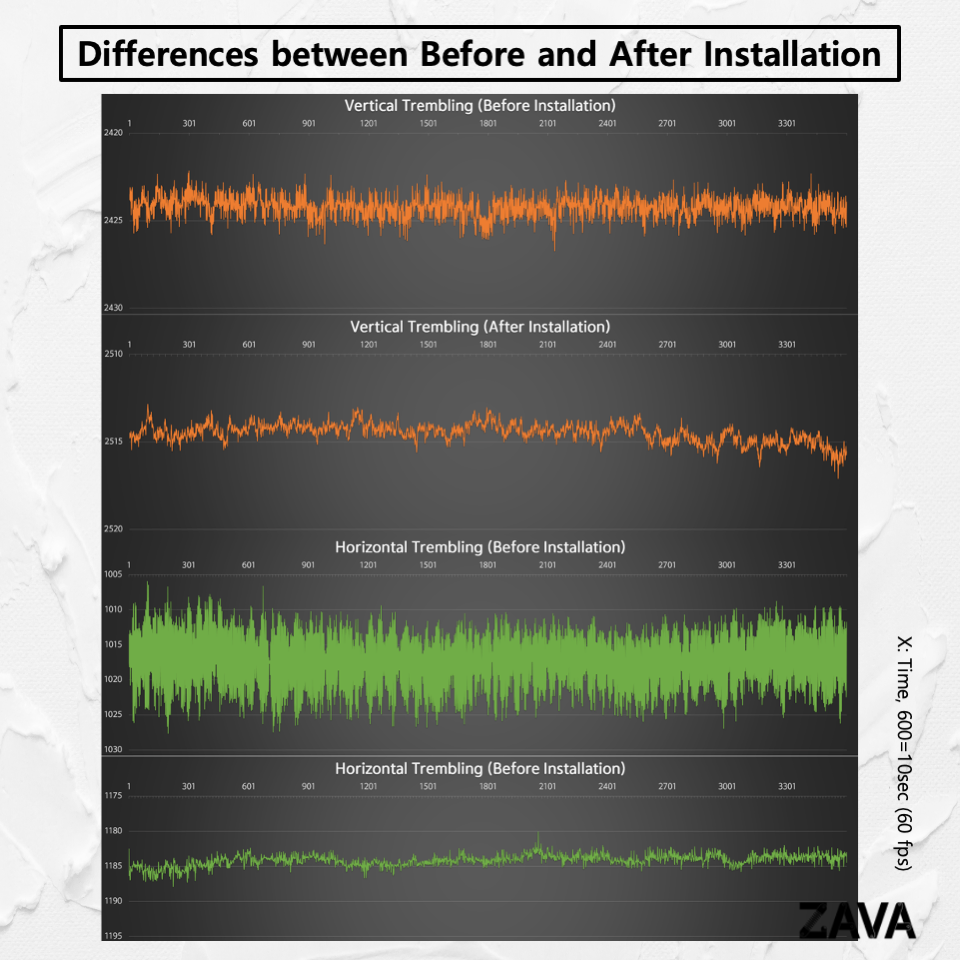 Differences between Before and After Installation
Vertical Trembling (Before Installation)
1 301 601 901 1201 1501 1801 2101 2401 2701 3001 3301
2420
2425
2430
Vertical Trembling (After Installation)
1 301 601 901 1201 1501 1801 2101 2401 2701 3001 3301
2510
2515
2520
Horizontal Trembling (Before Installation)
1 301 601 901 1201 1501 1801 2101 2401 2701 3001 3301
1005
1010
1015
1020
1025
1030
Horizontal Trembling (Before Installation)
1 301 601 901 1201 1501 1801 2101 2401 2701 3001 3301
1175
1180
1185
1190
1195
X: Time, 600=10sec (60 fps)
ZAVA